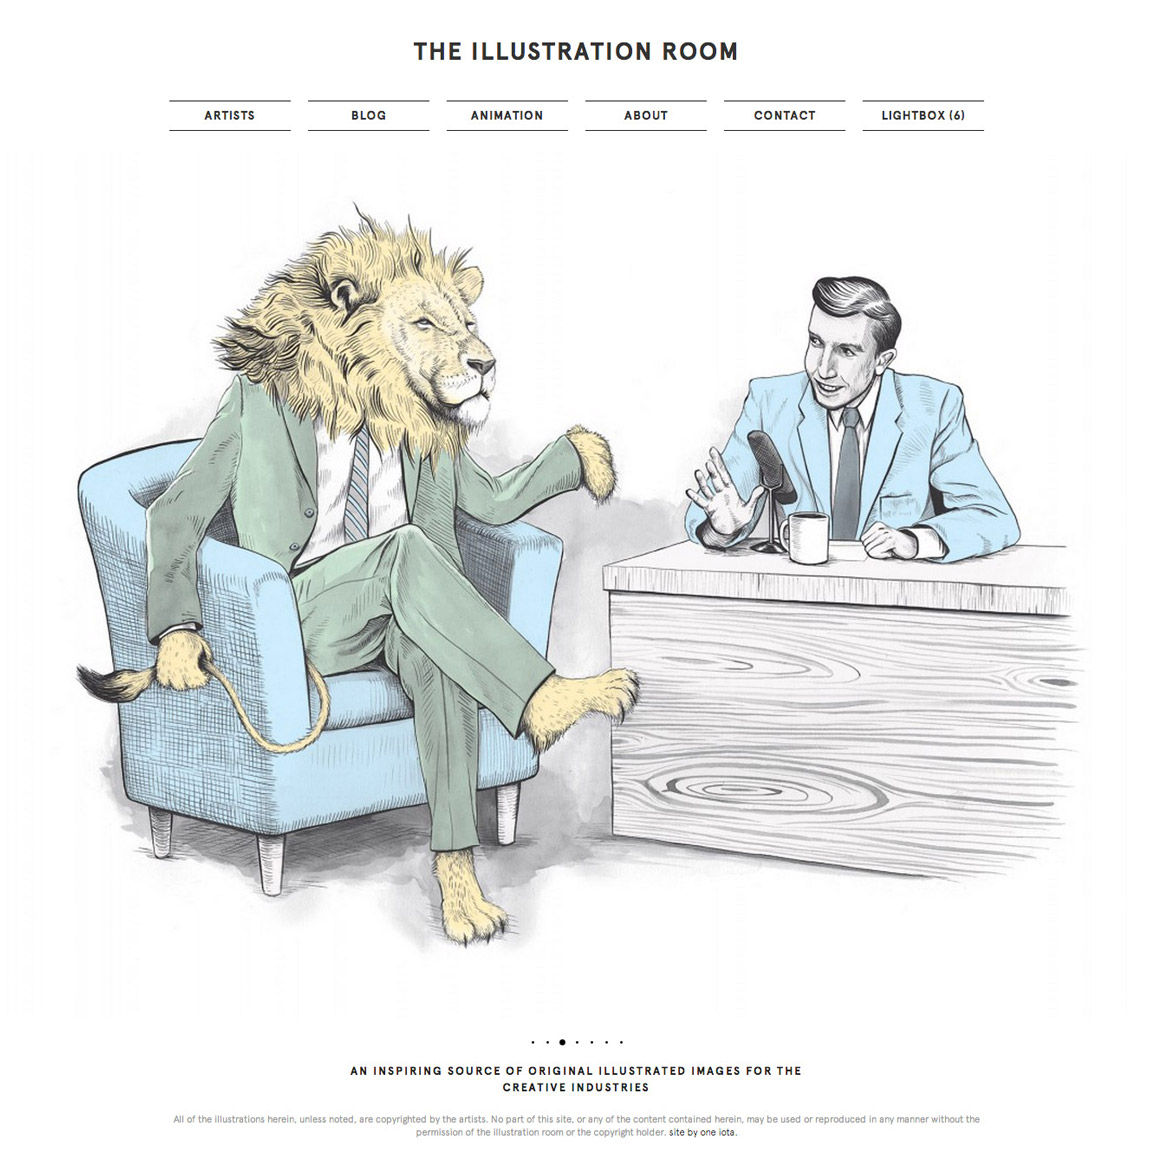 THE ILLUSTRATION ROOM
ARTISTS BLOG ANIMATION ABOUT CONTACT LIGHTBOX (6)
AN INSPIRING SOURCE OF ORIGINAL ILLUSTRATED IMAGES FOR THE
CREATIVE INDUSTRIES
All of the illustrations herein, unless noted, are copyrighted by the artists. No part of this site, or any of the content contained herein, may be used or reproduced in any manner without the
permission of the illustration room or the copyright holder. site by one iota.